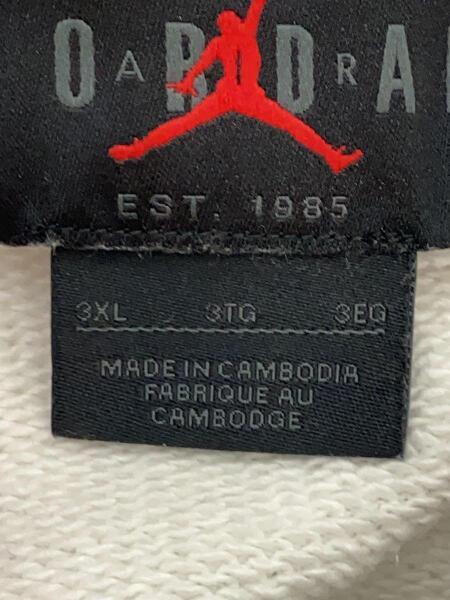 O A R D R A
EST. 1985
3XL 3TG 3EG
MADE IN CAMBODIA
FABRIQUE AU
CAMBODGE